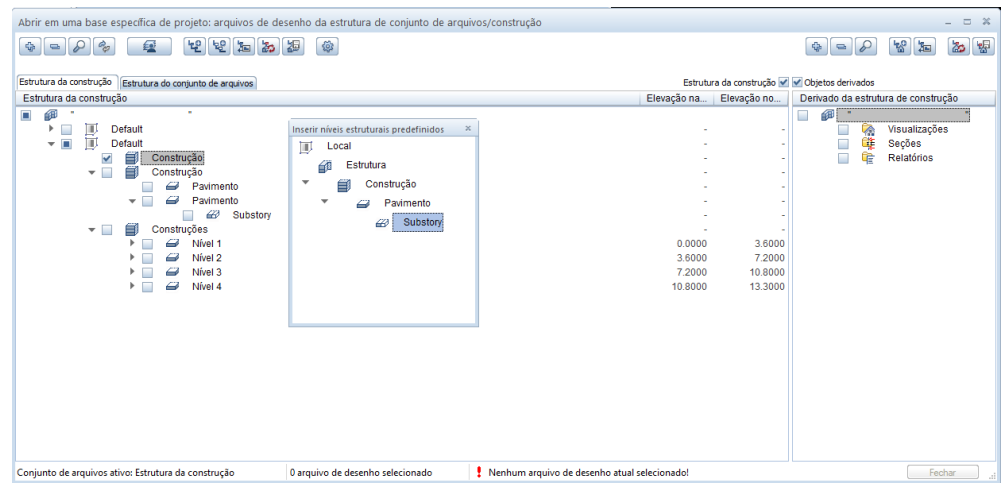 Abrir em uma base específica de projeto: arquivos de desenho da estrutura de conjunto de arquivos/construção
Estrutura da construção Estrutura do conjunto de arquivos Estrutura da construção Objetos derivados
Estrutura da construção Elevação na... Elevação no... Derivado da estrutura de construção
" " " "
Default - - Visualizações
Default - - Seções
Construção - - Relatórios
Construção - -
Pavimento - -
Pavimento - -
Substory - -
Construções - -
Nível 1 0.0000 3.6000
Nível 2 3.6000 7.2000
Nível 3 7.2000 10.8000
Nível 4 10.8000 13.3000
Inserir níveis estruturais predefinidos
Local
Estrutura
Construção
Pavimento
Substory
Conjunto de arquivos ativo: Estrutura da construção 0 arquivo de desenho selecionado Nenhum arquivo de desenho atual selecionado! Fechar